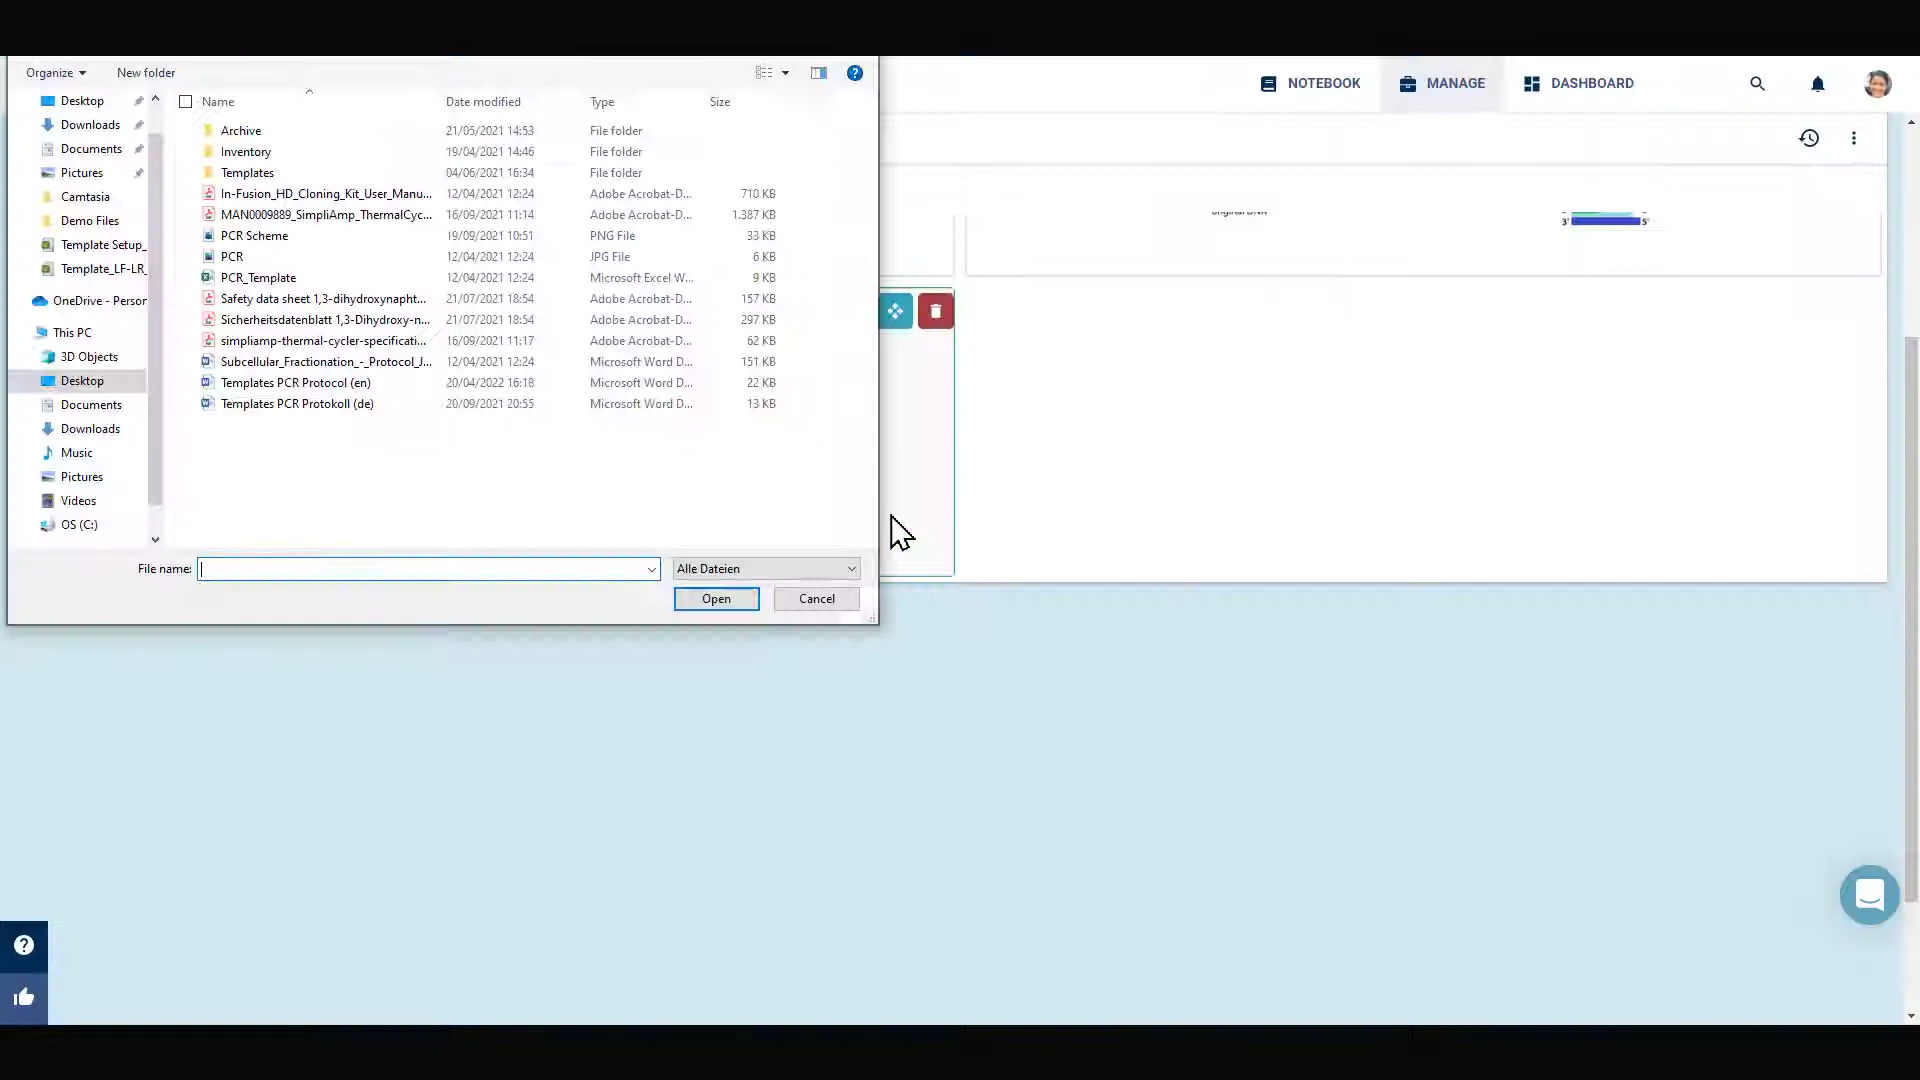 Organize
New folder
NOTEBOOK
MANAGE
DASHBOARD
Desktop
Downloads
Documents
Pictures
Camtasia
Demo Files
Template Setup_
Template_LF-LR_
OneDrive - Person
This PC
3D Objects
Desktop
Documents
Downloads
Music
Pictures
Videos
OS (C:)
Name Date modified Type Size
Archive 21/05/2021 14:53 File folder
Inventory 19/04/2021 14:46 File folder
Templates 04/06/2021 16:34 File folder
In-Fusion_HD_Cloning_Kit_User_Manu... 12/04/2021 12:24 Adobe Acrobat-D... 710 KB
MAN0009889_SimpliAmp_ThermalCyc... 16/09/2021 11:14 Adobe Acrobat-D... 1.387 KB
PCR Scheme 19/09/2021 10:51 PNG File 33 KB
PCR 12/04/2021 12:24 JPG File 6 KB
PCR_Template 12/04/2021 12:24 Microsoft Excel W... 9 KB
Safety data sheet 1,3-dihydroxynapht... 21/07/2021 18:54 Adobe Acrobat-D... 157 KB
Sicherheitsdatenblatt 1,3-Dihydroxy-n... 21/07/2021 18:54 Adobe Acrobat-D... 297 KB
simpliamp-thermal-cycler-specificati... 16/09/2021 11:17 Adobe Acrobat-D... 62 KB
Subcellular_Fractionation_-_Protocol_J... 12/04/2021 12:24 Microsoft Word D... 151 KB
Templates PCR Protocol (en) 20/04/2022 16:18 Microsoft Word D... 22 KB
Templates PCR Protokoll (de) 20/09/2021 20:55 Microsoft Word D... 13 KB
original DNA
3' 5'
File name:
Alle Dateien
Open
Cancel